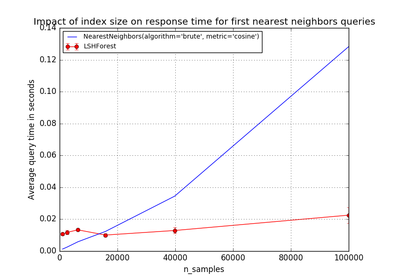 Impact of index size on response time for first nearest neighbors queries
0.14
NearestNeighbors(algorithm='brute', metric='cosine')
LSHForest
0.12
0.10
0.08
0.06
0.04
0.02
0.00
Average query time in seconds
0
20000
40000
60000
80000
100000
n_samples